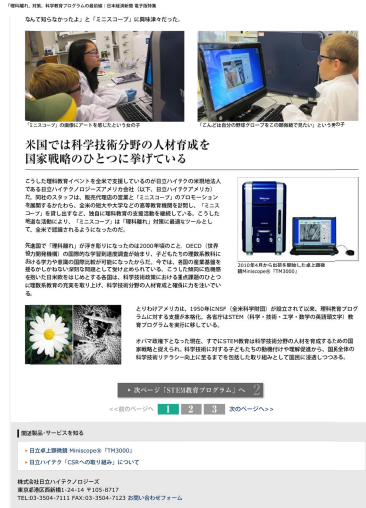 「理科離れ」対策、科学教育プログラムの最前線｜日本経済新聞 電子版特集
なんて知らなかったよ」と「ミニスコープ」に興味津々だった。
「ミニスコープ」の画像にアートを感じたという女の子
「こんどは自分の野球グローブをこの顕微鏡で見たい」という男の子
米国では科学技術分野の人材育成を
国家戦略のひとつに挙げている
こうした理科教育イベントを全米で支援しているのが日立ハイテクの米現地法人
である日立ハイテクノロジーズアメリカ会社（以下、日立ハイテクアメリカ）
だ。同社のスタッフは、販売代理店の営業と「ミニスコープ」のプロモーション
を展開するかたわら、全米の短大や大学などの高等教育機関を訪問し、「ミニス
コープ」を貸し出すなど、独自に理科教育の支援活動を継続している。こうした
地道な活動により、「ミニスコープ」は「理科離れ」対策に最適なツールとし
て、全米で認識されるようになったのだ。
2010年4月から出荷を開始した卓上顕微
鏡Miniscope®「TM3000」
先進国で「理科離れ」が浮き彫りになったのは2000年頃のこと。OECD（世界
協力開発機構）の国際的な学習到達度調査が始まり、子どもたちの理数系教科に
おける学力や意識の国際比較が可能になったからだ。今では、各国の産業基盤を
揺るがしかねない深刻な問題として受け止められている。こうした傾向に危機感
を抱いた日米欧をはじめとする各国は、科学技術政策における重点課題のひとつ
に理数系教育の充実を取り上げ、科学技術分野の人材育成と確保に力を注いでい
る。
とりわけアメリカは、1950年にNSF（全米科学財団）が設立されて以来、理科教育プログ
ラムに対する支援が本格化。各省庁はSTEM（科学・技術・工学・数学の英語頭文字）教
育プログラムを実行に移している。
オバマ政権下となった現在、すでにSTEM教育は科学技術分野の人材を育成するための国
家戦略と捉えられ、科学技術に対する子どもたちの動機付けや理解促進から、国民全体の
科学技術リテラシー向上に至るまでを包括した取り組みとして国民に浸透しつつある。
次ページ「STEM教育プログラム」へ 2
<<前のページへ 1 2 3 次のページへ>>
関連製品・サービスを知る
日立卓上顕微鏡 Miniscope®「TM3000」
日立ハイテク「CSRへの取り組み」について
株式会社日立ハイテクノロジーズ
東京都港区西新橋1-24-14 〒105-8717
TEL:03-3504-7111 FAX:03-3504-7123 お問い合わせフォーム